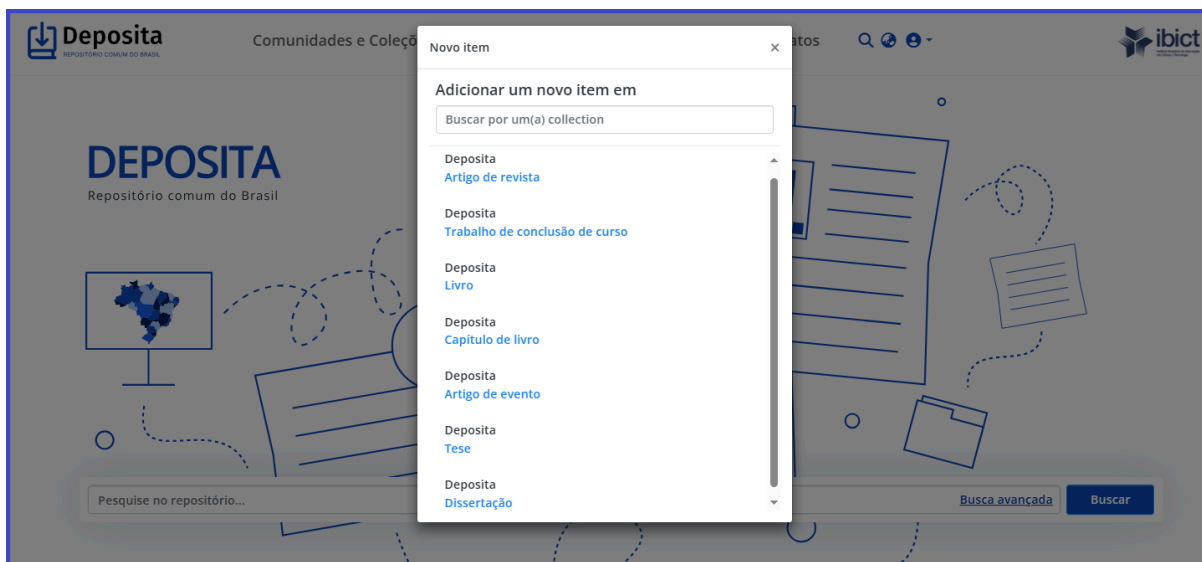 Deposita
REPOSITÓRIO COMUM DO BRASIL
Comunidades e Coleçõ
atos
ibict
Novo item
×
Adicionar um novo item em
Buscar por um(a) collection
DEPOSITA
Repositório comum do Brasil
Deposita
Artigo de revista
Deposita
Trabalho de conclusão de curso
Deposita
Livro
Deposita
Capítulo de livro
Deposita
Artigo de evento
Deposita
Tese
Deposita
Dissertação
Pesquise no repositório...
Busca avançada
Buscar